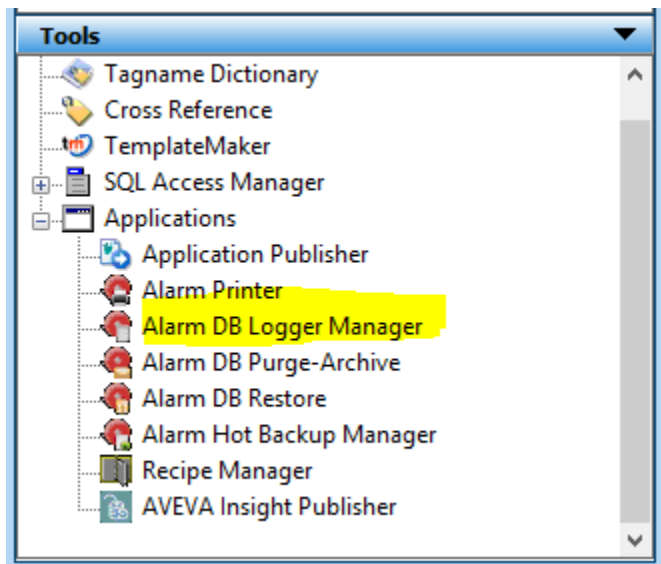 Tools
Tagname Dictionary
Cross Reference
TemplateMaker
SQL Access Manager
Applications
Application Publisher
Alarm Printer
Alarm DB Logger Manager
Alarm DB Purge-Archive
Alarm DB Restore
Alarm Hot Backup Manager
Recipe Manager
AVEVA Insight Publisher